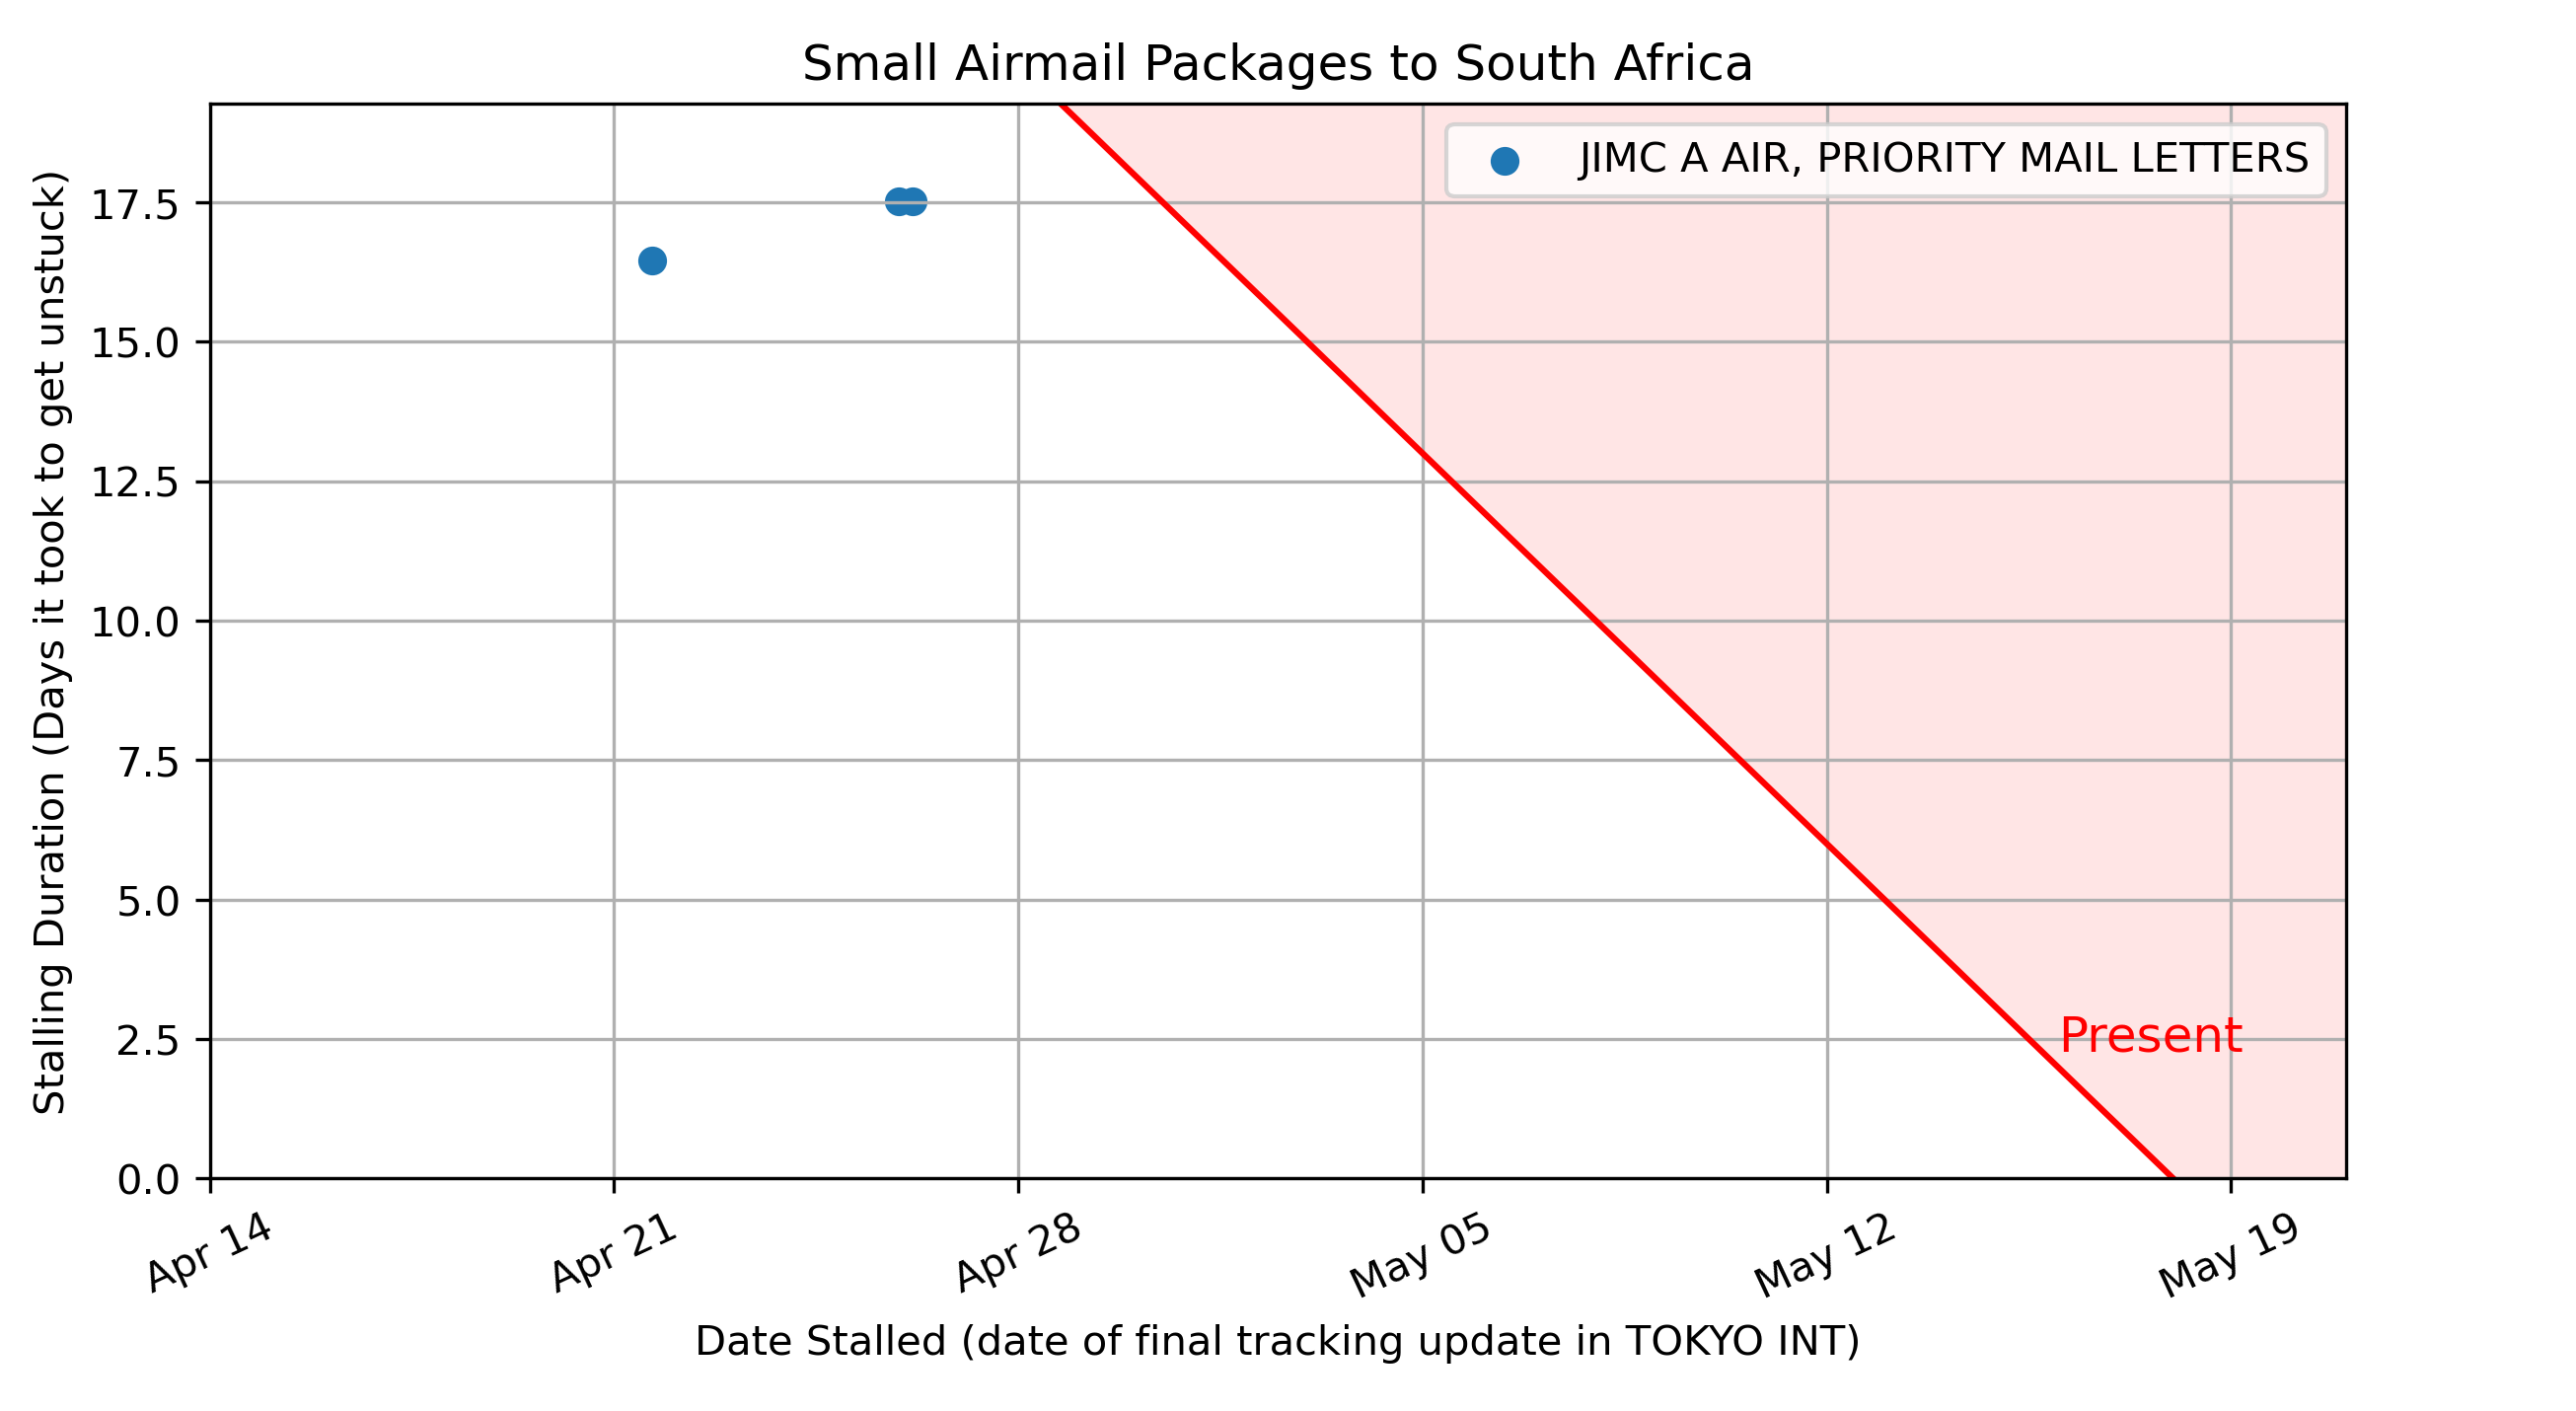 Small Airmail Packages to South Africa
JIMC A AIR, PRIORITY MAIL LETTERS
Stalling Duration (Days it took to get unstuck)
17.5
15.0
12.5
10.0
7.5
5.0
2.5
0.0
Present
Apr 14
Apr 21
Apr 28
May 05
May 12
May 19
Date Stalled (date of final tracking update in TOKYO INT)